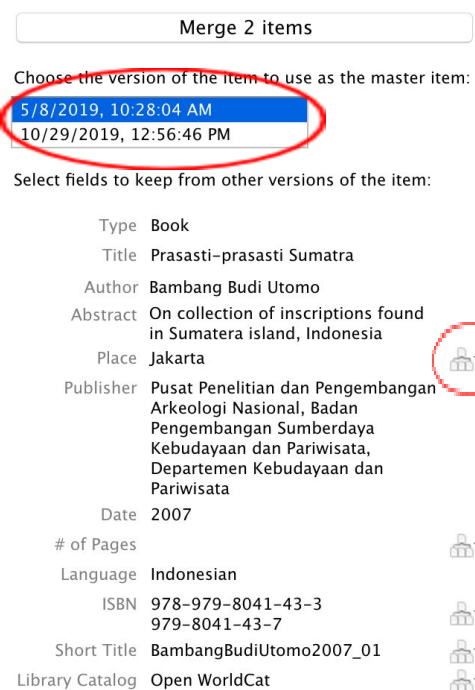 Merge 2 items
Choose the version of the item to use as the master item:
5/8/2019, 10:28:04 AM
10/29/2019, 12:56:46 PM
Select fields to keep from other versions of the item:
Type Book
Title Prasasti-prasasti Sumatra
Author Bambang Budi Utomo
Abstract On collection of inscriptions found
in Sumatera island, Indonesia
Place Jakarta
Publisher Pusat Penelitian dan Pengembangan
Arkeologi Nasional, Badan
Pengembangan Sumberdaya
Kebudayaan dan Pariwisata,
Departemen Kebudayaan dan
Pariwisata
Date 2007
# of Pages
Language Indonesian
ISBN 978-979-8041-43-3
979-8041-43-7
Short Title BambangBudiUtomo2007_01
Library Catalog Open WorldCat